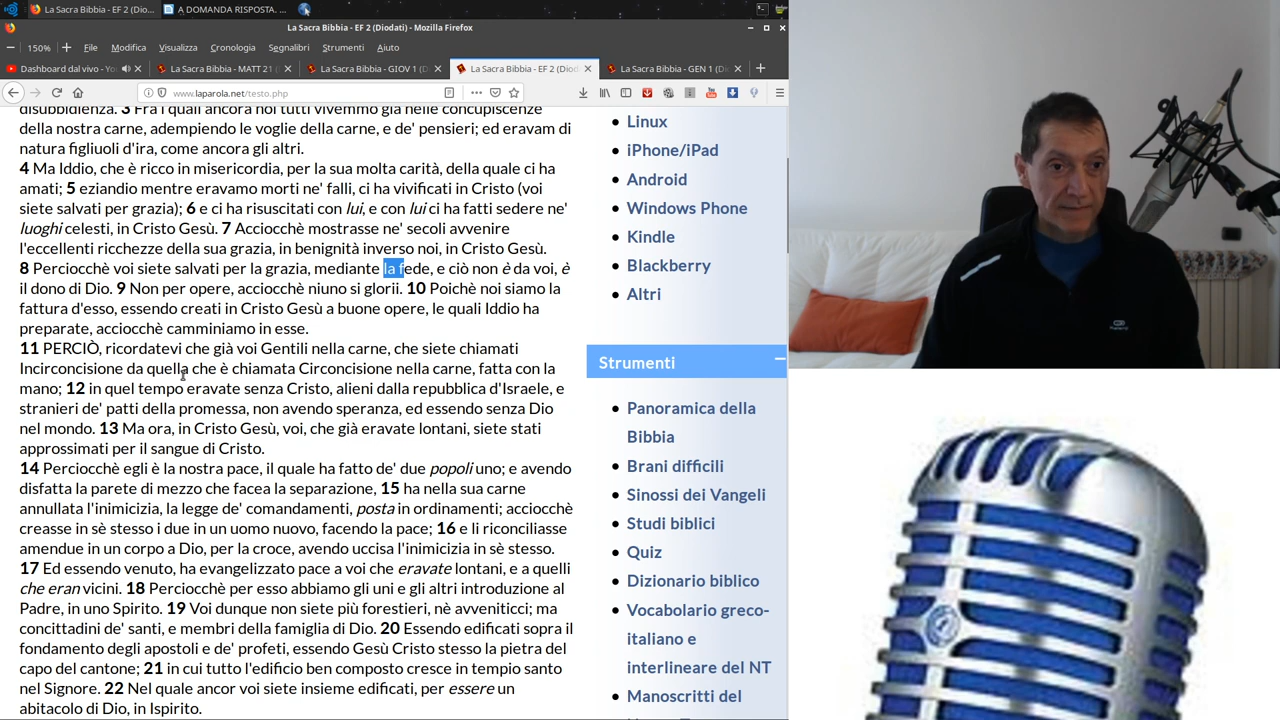 La Sacra Bibbia - EF 2 (Dio...
A DOMANDA RISPOSTA. ...
La Sacra Bibbia - EF 2 (Diodati) - Mozilla Firefox
150%
File Modifica Visualizza Cronologia Segnalibri Strumenti Aiuto
Dashboard dal vivo - Yo
La Sacra Bibbia - MATT 21 (
La Sacra Bibbia - GIOV 1 (D
La Sacra Bibbia - EF 2 (Diod
La Sacra Bibbia - GEN 1 (Di
www.laparola.net/testo.php
disubbidienza. 3 Fra i quali ancora noi tutti vivemmo già nelle concupiscenze
della nostra carne, adempiendo le voglie della carne, e de' pensieri; ed eravam di
natura figliuoli d'ira, come ancora gli altri.
4 Ma Iddio, che è ricco in misericordia, per la sua molta carità, della quale ci ha
amati; 5 eziandio mentre eravamo morti ne' falli, ci ha vivificati in Cristo (voi
siete salvati per grazia); 6 e ci ha risuscitati con lui, e con lui ci ha fatti sedere ne'
luoghi celesti, in Cristo Gesù. 7 Acciocchè mostrasse ne' secoli avvenire
l'eccellenti ricchezze della sua grazia, in benignità inverso noi, in Cristo Gesù.
8 Perciocchè voi siete salvati per la grazia, mediante la fede, e ciò non è da voi, è
il dono di Dio. 9 Non per opere, acciocchè niuno si glorii. 10 Poichè noi siamo la
fattura d'esso, essendo creati in Cristo Gesù a buone opere, le quali Iddio ha
preparate, acciocchè camminiamo in esse.
11 PERCIÒ, ricordatevi che già voi Gentili nella carne, che siete chiamati
Incirconcisione da quella che è chiamata Circoncisione nella carne, fatta con la
mano; 12 in quel tempo eravate senza Cristo, alieni dalla repubblica d'Israele, e
stranieri de' patti della promessa, non avendo speranza, ed essendo senza Dio
nel mondo. 13 Ma ora, in Cristo Gesù, voi, che già eravate lontani, siete stati
approssimati per il sangue di Cristo.
14 Perciocchè egli è la nostra pace, il quale ha fatto de' due popoli uno; e avendo
disfatta la parete di mezzo che facea la separazione, 15 ha nella sua carne
annullata l'inimicizia, la legge de' comandamenti, posta in ordinamenti; acciocchè
creasse in sè stesso i due in un uomo nuovo, facendo la pace; 16 e li riconciliasse
amendue in un corpo a Dio, per la croce, avendo uccisa l'inimicizia in sè stesso.
17 Ed essendo venuto, ha evangelizzato pace a voi che eravate lontani, e a quelli
che eran vicini. 18 Perciocchè per esso abbiamo gli uni e gli altri introduzione al
Padre, in uno Spirito. 19 Voi dunque non siete più forestieri, nè avveniticci; ma
concittadini de' santi, e membri della famiglia di Dio. 20 Essendo edificati sopra il
fondamento degli apostoli e de' profeti, essendo Gesù Cristo stesso la pietra del
capo del cantone; 21 in cui tutto l'edificio ben composto cresce in tempio santo
nel Signore. 22 Nel quale ancor voi siete insieme edificati, per essere un
abitacolo di Dio, in Ispirito.
Linux
iPhone/iPad
Android
Windows Phone
Kindle
Blackberry
Altri
Strumenti
Panoramica della
Bibbia
Brani difficili
Sinossi dei Vangeli
Studi biblici
Quiz
Dizionario biblico
Vocabolario greco-
italiano e
interlineare del NT
Manoscritti del